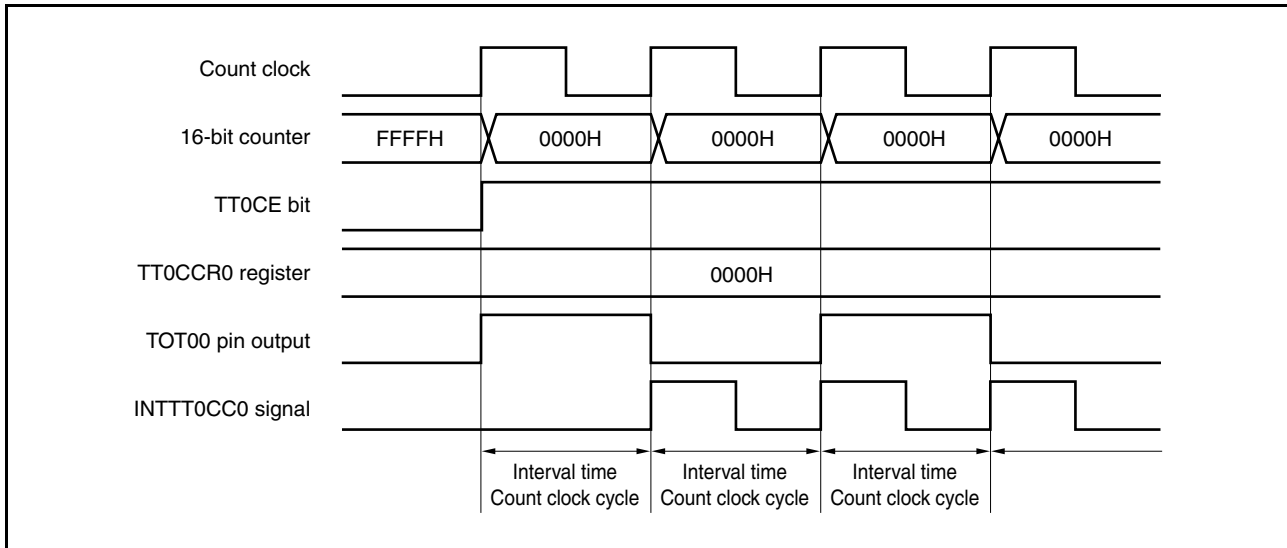 Count clock
16-bit counter
FFFFH
0000H
0000H
0000H
0000H
TT0CE bit
TT0CCR0 register
0000H
TOT00 pin output
INTTT0CC0 signal
Interval time
Count clock cycle
Interval time
Count clock cycle
Interval time
Count clock cycle